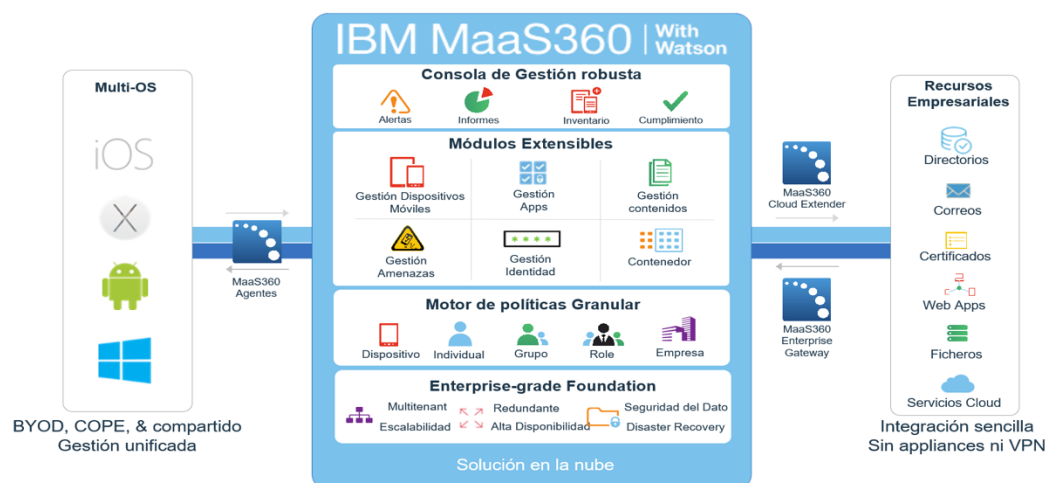 Multi-OS
iOS
X
BYOD, COPE, & compartido
Gestión unificada
MaaS360
Agentes
IBM MaaS360 | With
Watson
Consola de Gestión robusta
Alertas
Informes
Inventario
Cumplimiento
Módulos Extensibles
Gestión Dispositivos
Móviles
Gestión
Apps
Gestión
contenidos
Gestión
Amenazas
Gestión
Identidad
Contenedor
Motor de políticas Granular
Dispositivo
Individual
Grupo
Role
Empresa
Enterprise-grade Foundation
Multitenant
Escalabilidad
Redundante
Alta Disponibilidad
Seguridad del Dato
Disaster Recovery
Solución en la nube
MaaS360
Cloud Extender
MaaS360
Enterprise
Gateway
Recursos
Empresariales
Directorios
Correos
Certificados
Web Apps
Ficheros
Servicios Cloud
Integración sencilla
Sin appliances ni VPN